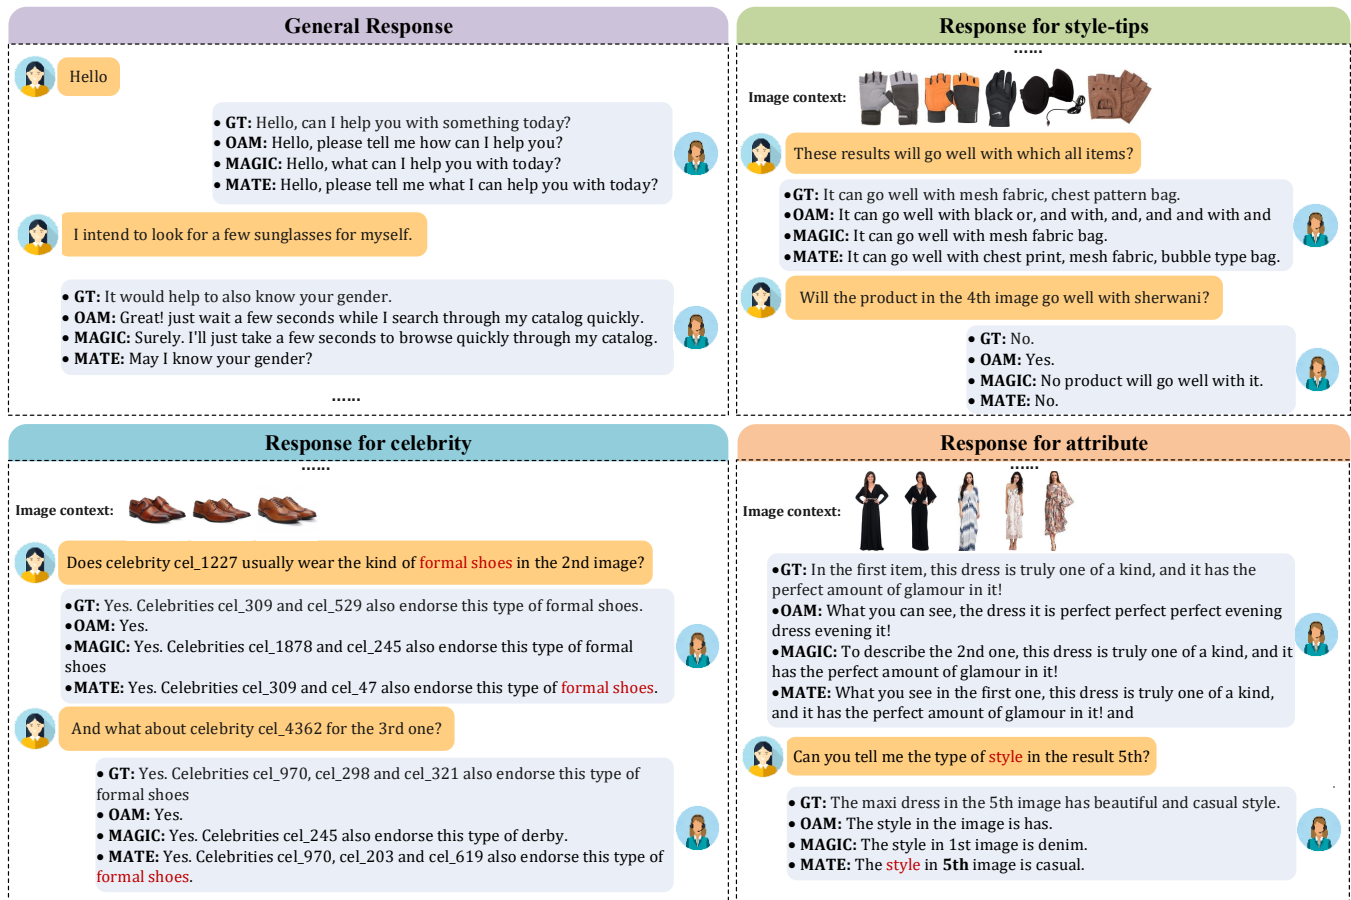 General Response
Hello
• GT: Hello, can I help you with something today?
• OAM: Hello, please tell me how can I help you?
• MAGIC: Hello, what can I help you with today?
• MATE: Hello, please tell me what I can help you with today?
I intend to look for a few sunglasses for myself.
• GT: It would help to also know your gender.
• OAM: Great! just wait a few seconds while I search through my catalog quickly.
• MAGIC: Surely. I'll just take a few seconds to browse quickly through my catalog.
• MATE: May I know your gender?
......
Response for style-tips
......
Image context:
These results will go well with which all items?
•GT: It can go well with mesh fabric, chest pattern bag.
•OAM: It can go well with black or, and with, and, and and with and
•MAGIC: It can go well with mesh fabric bag.
•MATE: It can go well with chest print, mesh fabric, bubble type bag.
Will the product in the 4th image go well with sherwani?
• GT: No.
• OAM: Yes.
• MAGIC: No product will go well with it.
• MATE: No.
Response for celebrity
......
Image context:
Does celebrity cel_1227 usually wear the kind of formal shoes in the 2nd image?
•GT: Yes. Celebrities cel_309 and cel_529 also endorse this type of formal shoes.
•OAM: Yes.
•MAGIC: Yes. Celebrities cel_1878 and cel_245 also endorse this type of formal
shoes
•MATE: Yes. Celebrities cel_309 and cel_47 also endorse this type of formal shoes.
And what about celebrity cel_4362 for the 3rd one?
• GT: Yes. Celebrities cel_970, cel_298 and cel_321 also endorse this type of
formal shoes
• OAM: Yes.
• MAGIC: Yes. Celebrities cel_245 also endorse this type of derby.
• MATE: Yes. Celebrities cel_970, cel_203 and cel_619 also endorse this type of
formal shoes.
Response for attribute
......
Image context:
•GT: In the first item, this dress is truly one of a kind, and it has the
perfect amount of glamour in it!
•OAM: What you can see, the dress it is perfect perfect perfect evening
dress evening it!
•MAGIC: To describe the 2nd one, this dress is truly one of a kind, and it
has the perfect amount of glamour in it!
•MATE: What you see in the first one, this dress is truly one of a kind,
and it has the perfect amount of glamour in it! and
Can you tell me the type of style in the result 5th?
• GT: The maxi dress in the 5th image has beautiful and casual style.
• OAM: The style in the image is has.
• MAGIC: The style in 1st image is denim.
• MATE: The style in 5th image is casual.